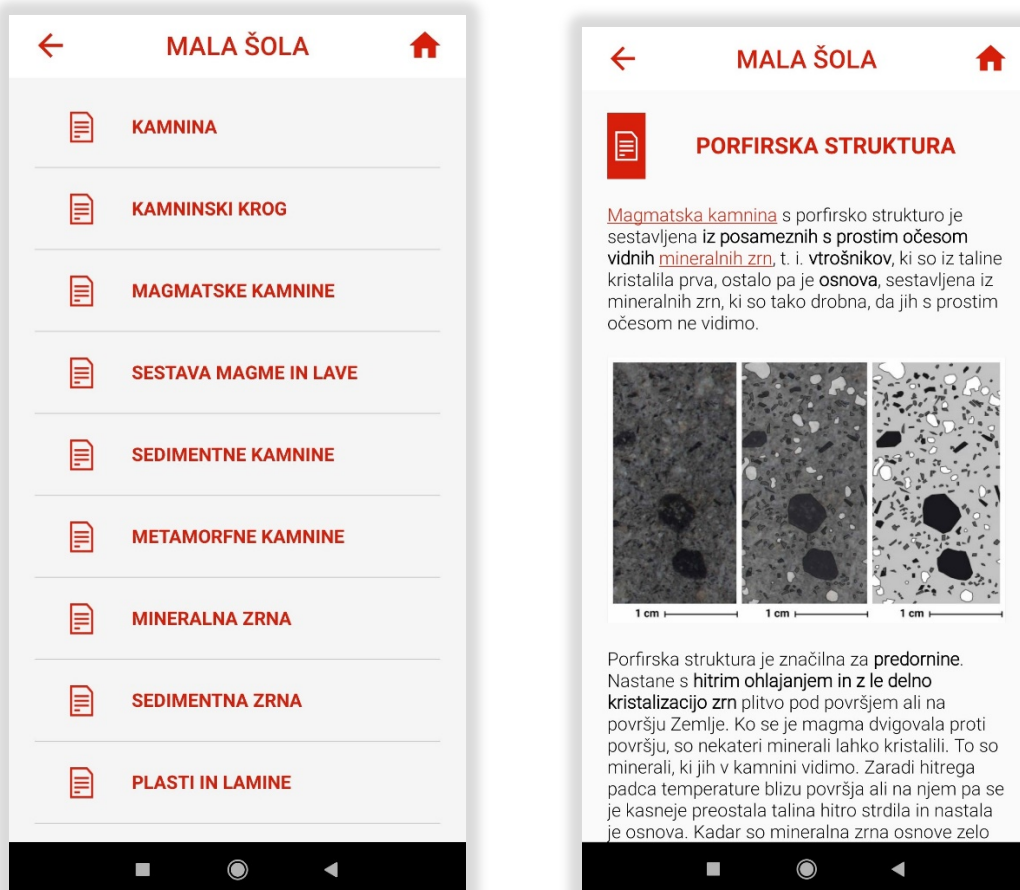 MALA ŠOLA
KAMNINA
KAMNINSKI KROG
MAGMATSKE KAMNINE
SESTAVA MAGME IN LAVE
SEDIMENTNE KAMNINE
METAMORFNE KAMNINE
MINERALNA ZRNA
SEDIMENTNA ZRNA
PLASTI IN LAMINE
MALA ŠOLA
PORFIRSKA STRUKTURA
Magmatska kamnina s porfirsko strukturo je
sestavljena iz posameznih s prostim očesom
vidnih mineralnih zrn, t. i. vtrošnikov, ki so iz taline
kristalila prva, ostalo pa je osnova, sestavljena iz
mineralnih zrn, ki so tako drobna, da jih s prostim
očesom ne vidimo.
1 cm 1 cm 1 cm
Porfirska struktura je značilna za predornine.
Nastane s hitrim ohlajanjem in z le delno
kristalizacijo zrn plitvo pod površjem ali na
površju Zemlje. Ko se je magma dvigovala proti
površju, so nekateri minerali lahko kristalili. To so
minerali, ki jih v kamnini vidimo. Zaradi hitrega
padca temperature blizu površja ali na njem pa se
je kasneje preostala talina hitro strdila in nastala
je osnova. Kadar so mineralna zrna osnove zelo